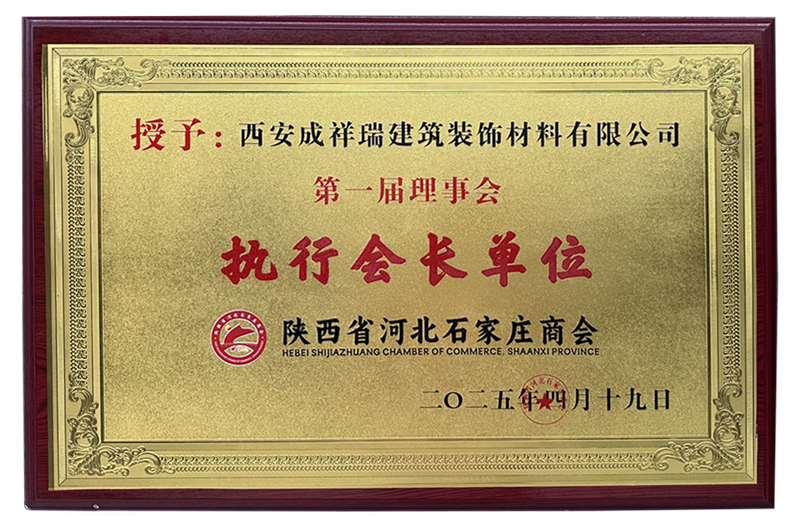 授予：西安成祥瑞建筑装饰材料有限公司
第一届理事会
执行会长单位
陕西省河北石家庄商会
HEBEI SHIJIAZHUANG CHAMBER OF COMMERCE, SHAANXI PROVINCE
二〇二五年四月十九日